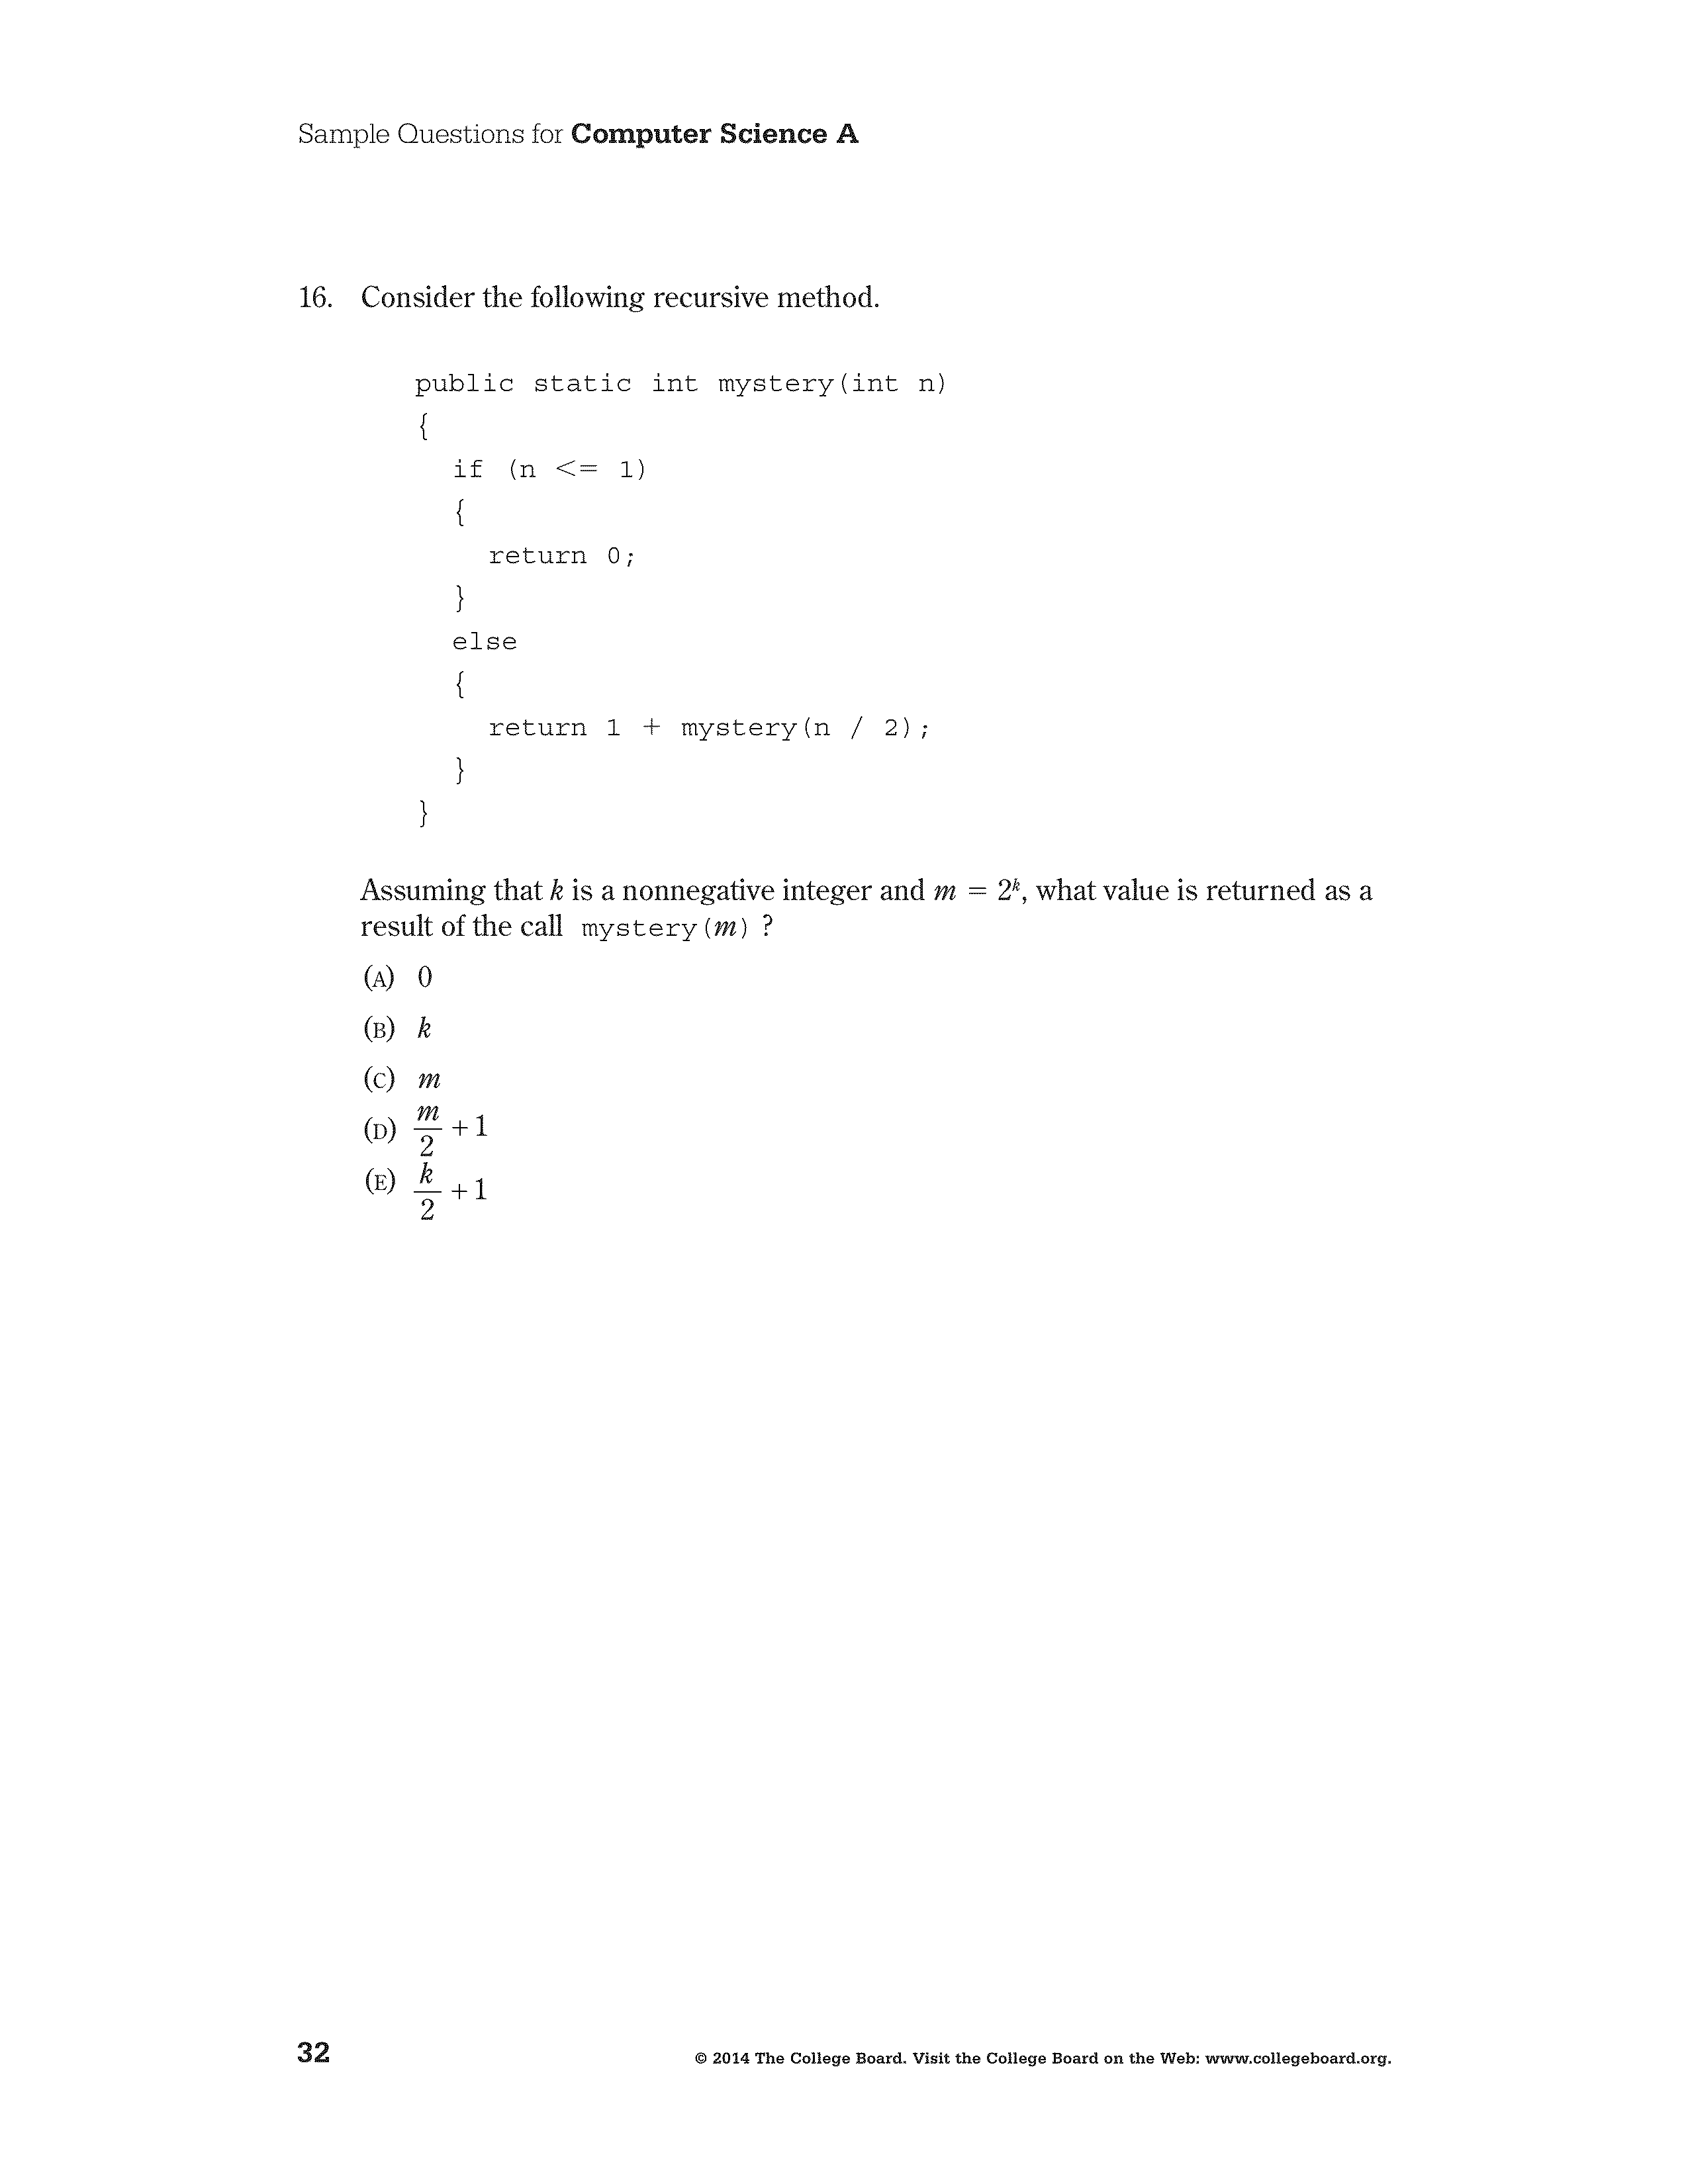 Sample Questions for Computer Science A
16. Consider the following recursive method.
public static int mystery(int n)
{
if (n <= 1)
{
return 0;
}
else
{
return 1 + mystery(n / 2);
}
}
Assuming that k is a nonnegative integer and m = 2ᵏ, what value is returned as a
result of the call mystery(m) ?
(A) 0
(B) k
(C) m
(D) m/2 + 1
(E) k/2 + 1
32
© 2014 The College Board. Visit the College Board on the Web: www.collegeboard.org.